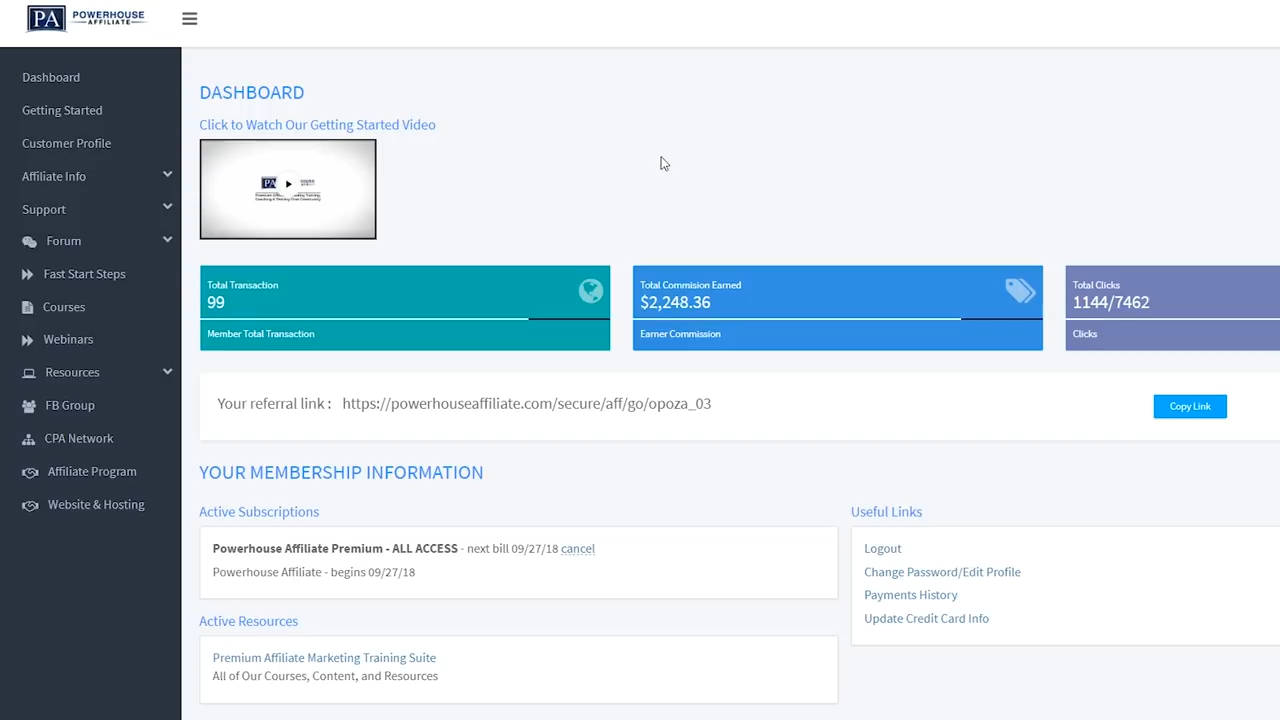 PA POWERHOUSE
AFFILIATE
Dashboard
Getting Started
Customer Profile
Affiliate Info
Support
Forum
Fast Start Steps
Courses
Webinars
Resources
FB Group
CPA Network
Affiliate Program
Website & Hosting
DASHBOARD
Click to Watch Our Getting Started Video
PA
Total Transaction
99
Member Total Transaction
Total Commision Earned
$2,248.36
Earner Commission
Total Clicks
1144/7462
Clicks
Your referral link : https://powerhouseaffiliate.com/secure/aff/go/opoza_03
Copy Link
YOUR MEMBERSHIP INFORMATION
Active Subscriptions
Powerhouse Affiliate Premium - ALL ACCESS - next bill 09/27/18 cancel
Powerhouse Affiliate - begins 09/27/18
Active Resources
Premium Affiliate Marketing Training Suite
All of Our Courses, Content, and Resources
Useful Links
Logout
Change Password/Edit Profile
Payments History
Update Credit Card Info